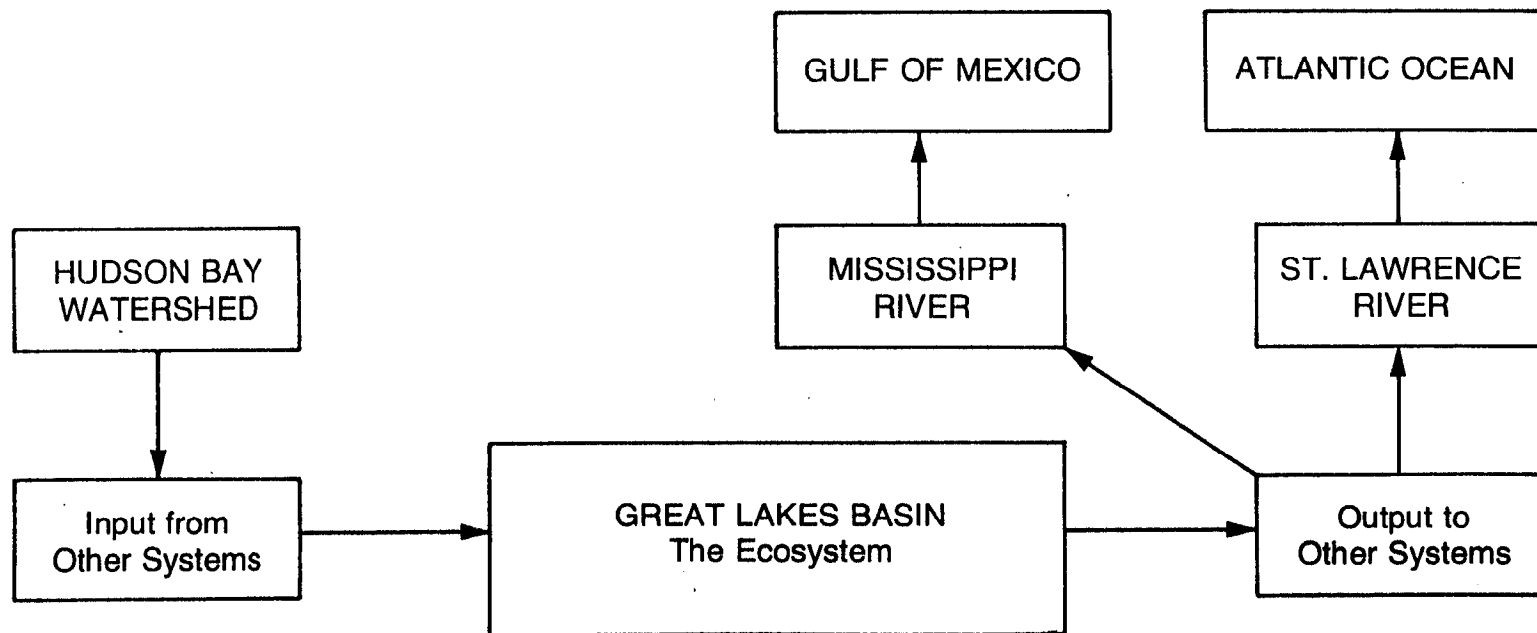 GULF OF MEXICO
ATLANTIC OCEAN
HUDSON BAY
WATERSHED
MISSISSIPPI
RIVER
ST. LAWRENCE
RIVER
Input from
Other Systems
GREAT LAKES BASIN
The Ecosystem
Output to
Other Systems